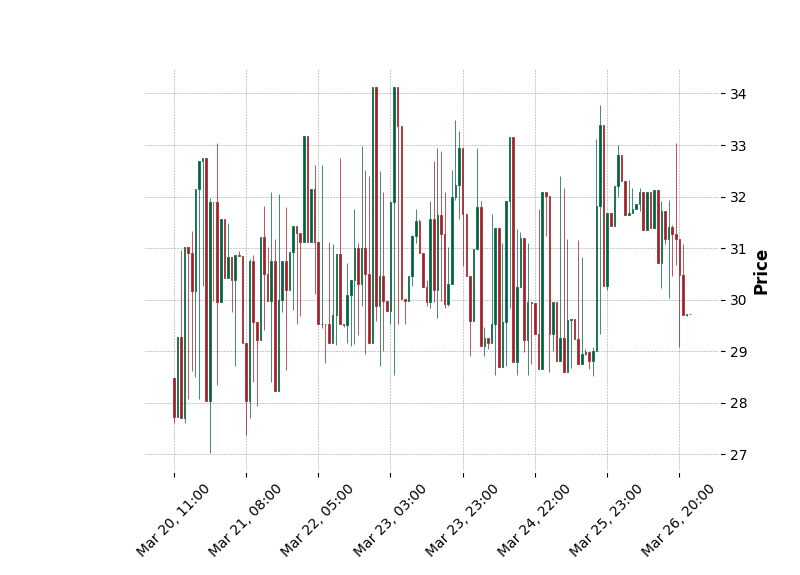 34
33
32
31
30
29
28
27
Price
Mar 20, 11:00
Mar 21, 08:00
Mar 22, 05:00
Mar 23, 03:00
Mar 23, 23:00
Mar 24, 22:00
Mar 25, 23:00
Mar 26, 20:00